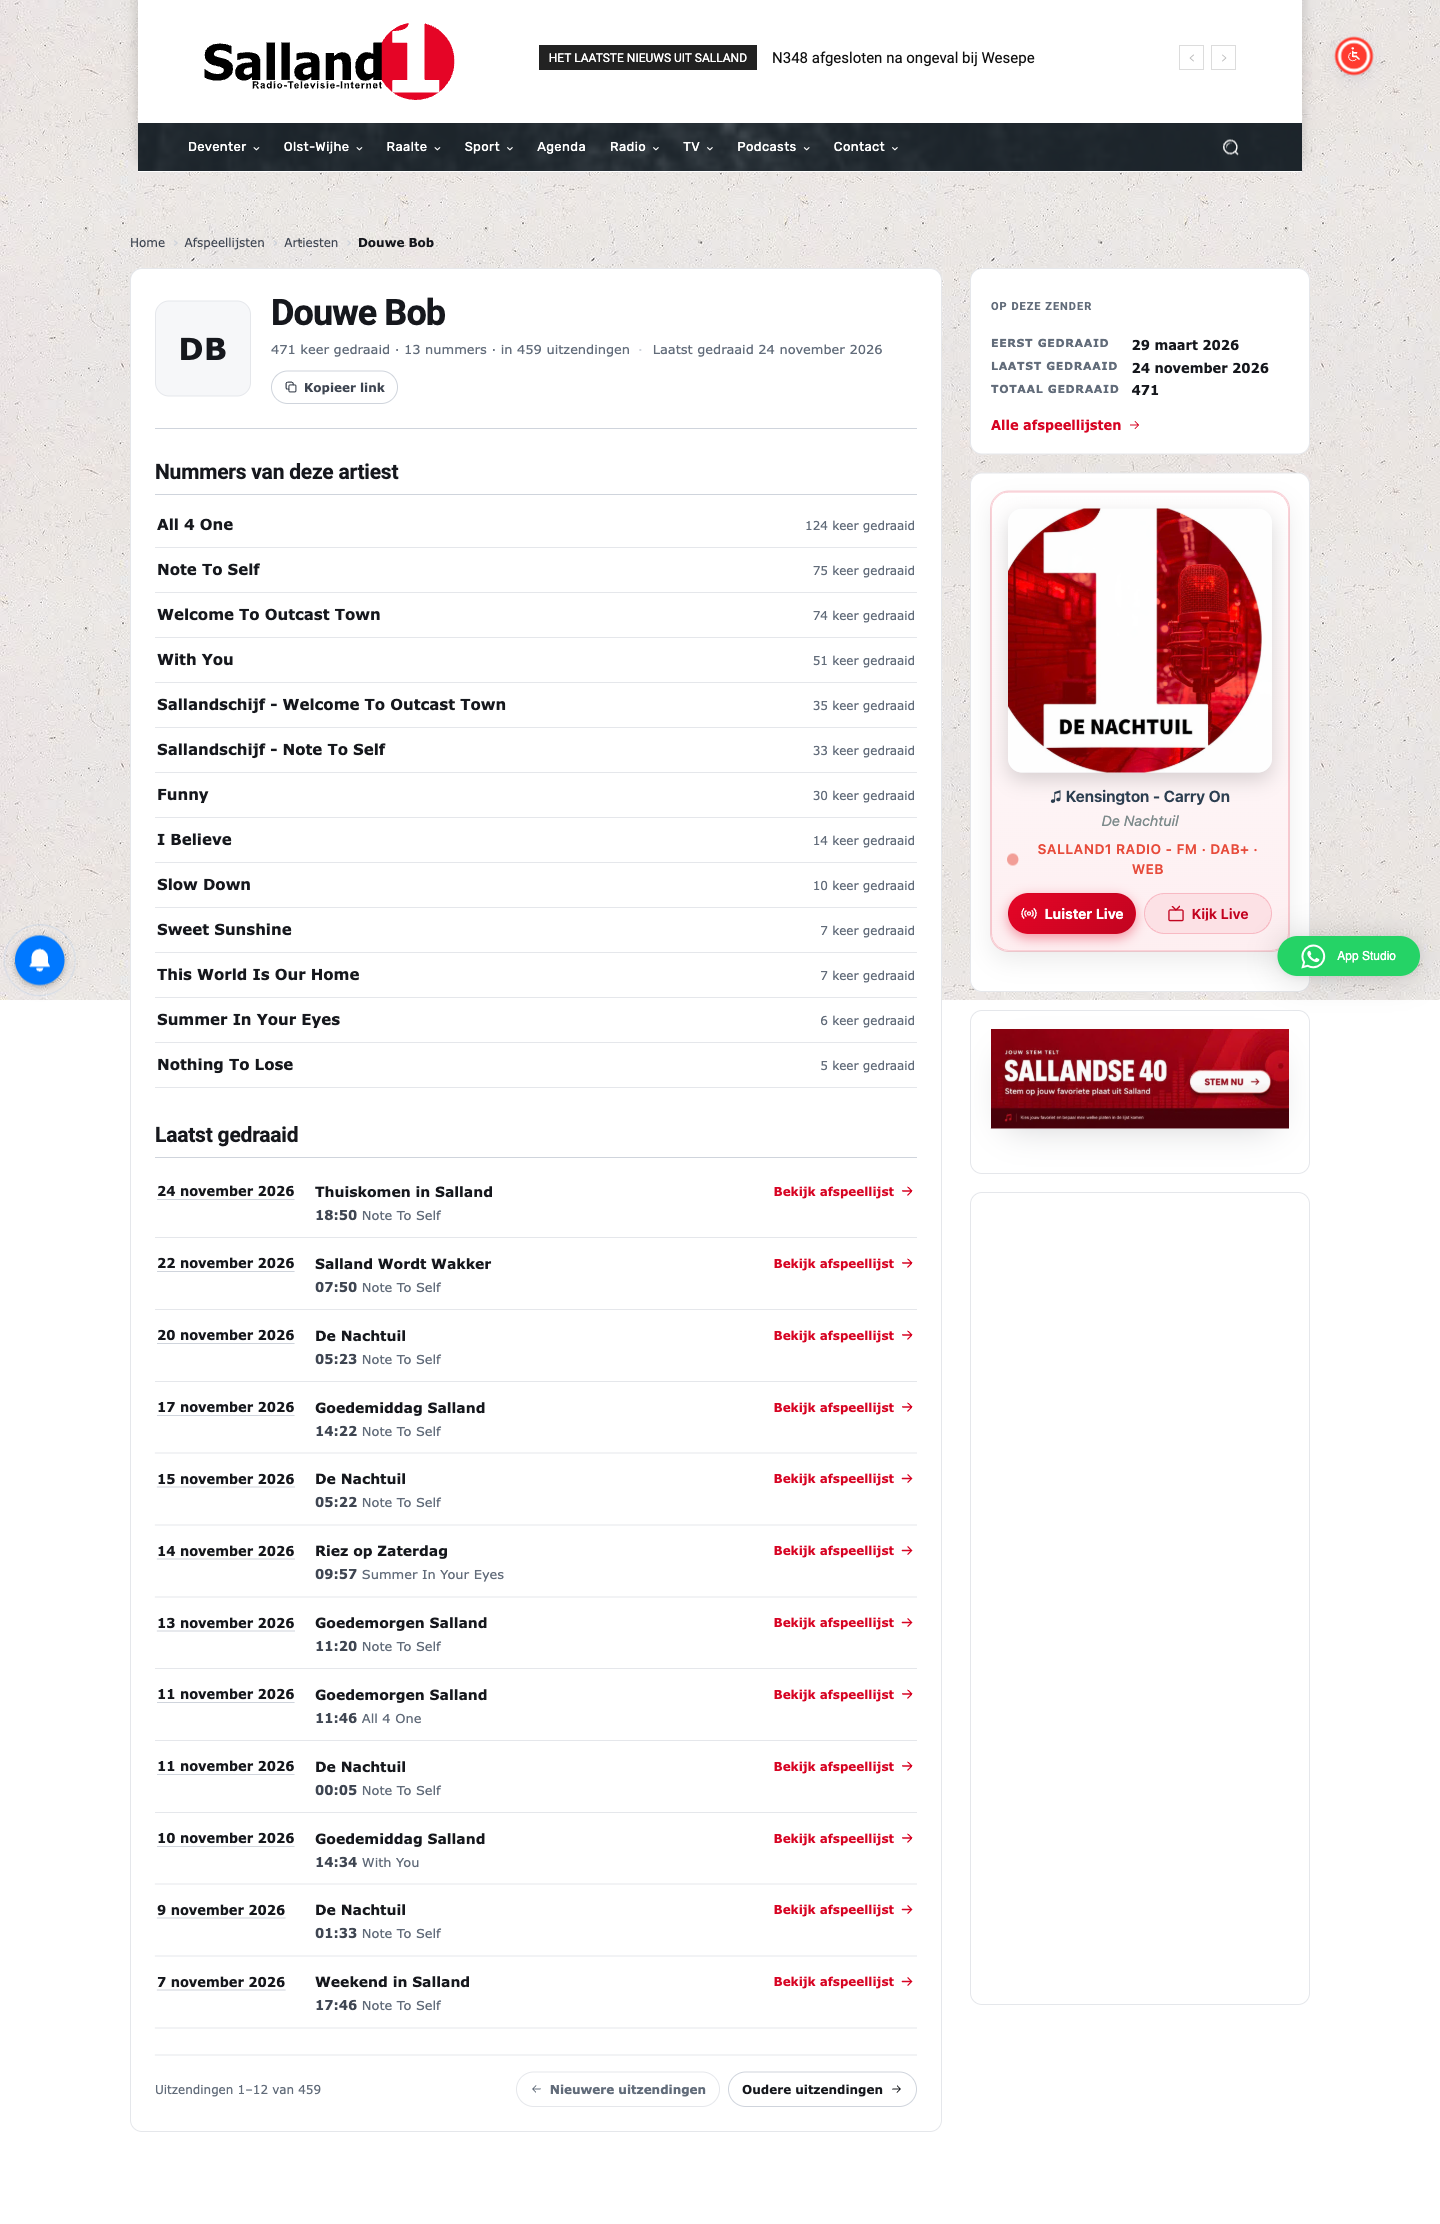 Salland1
Radio-Televisie-Internet
HET LAATSTE NIEUWS UIT SALLAND
N348 afgesloten na ongeval bij Wesepe
Deventer
Olst-Wijhe
Raalte
Sport
Agenda
Radio
TV
Podcasts
Contact
Home › Afspeellijsten › Artiesten › Douwe Bob
DB
Douwe Bob
471 keer gedraaid · 13 nummers · in 459 uitzendingen · Laatst gedraaid 24 november 2026
Kopieer link
Nummers van deze artiest
All 4 One 124 keer gedraaid
Note To Self 75 keer gedraaid
Welcome To Outcast Town 74 keer gedraaid
With You 51 keer gedraaid
Sallandschijf - Welcome To Outcast Town 35 keer gedraaid
Sallandschijf - Note To Self 33 keer gedraaid
Funny 30 keer gedraaid
I Believe 14 keer gedraaid
Slow Down 10 keer gedraaid
Sweet Sunshine 7 keer gedraaid
This World Is Our Home 7 keer gedraaid
Summer In Your Eyes 6 keer gedraaid
Nothing To Lose 5 keer gedraaid
Laatst gedraaid
24 november 2026 Thuiskomen in Salland Bekijk afspeellijst →
18:50 Note To Self
22 november 2026 Salland Wordt Wakker Bekijk afspeellijst →
07:50 Note To Self
20 november 2026 De Nachtuil Bekijk afspeellijst →
05:23 Note To Self
17 november 2026 Goedemiddag Salland Bekijk afspeellijst →
14:22 Note To Self
15 november 2026 De Nachtuil Bekijk afspeellijst →
05:22 Note To Self
14 november 2026 Riez op Zaterdag Bekijk afspeellijst →
09:57 Summer In Your Eyes
13 november 2026 Goedemorgen Salland Bekijk afspeellijst →
11:20 Note To Self
11 november 2026 Goedemorgen Salland Bekijk afspeellijst →
11:46 All 4 One
11 november 2026 De Nachtuil Bekijk afspeellijst →
00:05 Note To Self
10 november 2026 Goedemiddag Salland Bekijk afspeellijst →
14:34 With You
9 november 2026 De Nachtuil Bekijk afspeellijst →
01:33 Note To Self
7 november 2026 Weekend in Salland Bekijk afspeellijst →
17:46 Note To Self
Uitzendingen 1–12 van 459
← Nieuwere uitzendingen
Oudere uitzendingen →
OP DEZE ZENDER
EERST GEDRAAID 29 maart 2026
LAATST GEDRAAID 24 november 2026
TOTAAL GEDRAAID 471
Alle afspeellijsten →
1
DE NACHTUIL
♫ Kensington - Carry On
De Nachtuil
SALLAND1 RADIO - FM · DAB+ ·
WEB
Luister Live
Kijk Live
App Studio
JOUW STEM TELT
SALLANDSE 40
Stem op jouw favoriete plaat uit Salland
STEM NU →